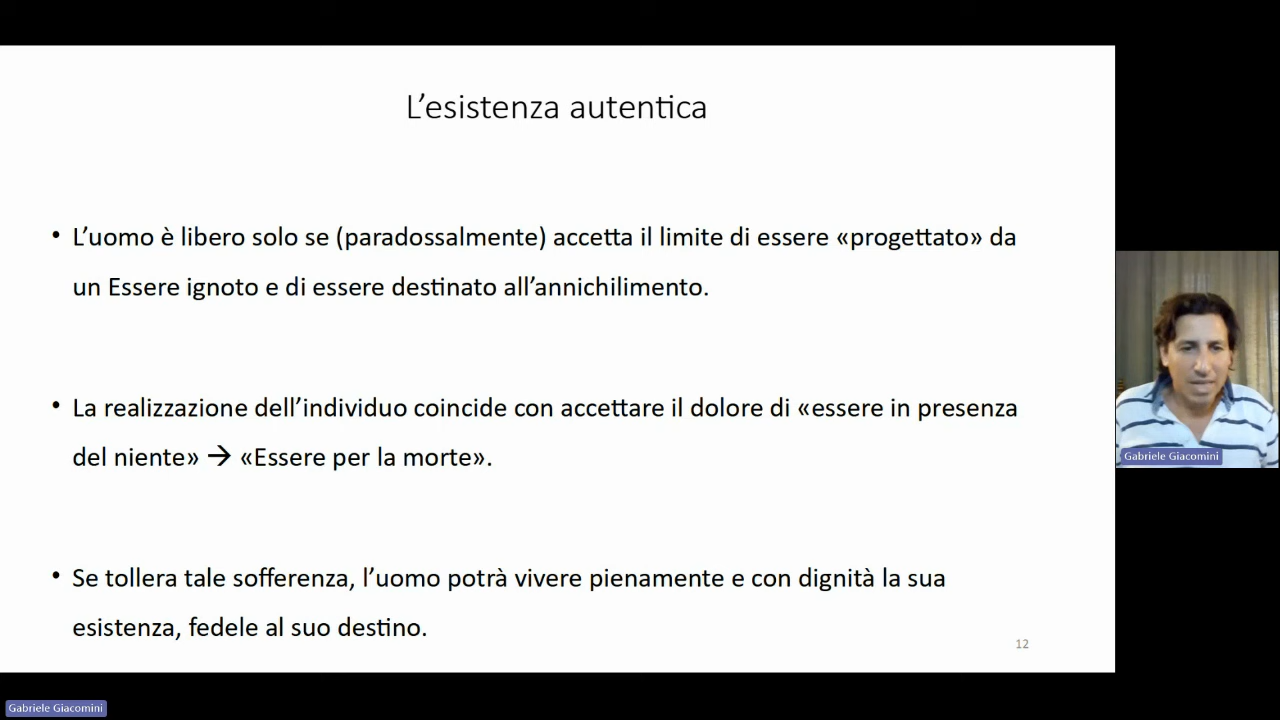 L’esistenza autentica
• L’uomo è libero solo se (paradossalmente) accetta il limite di essere «progettato» da
un Essere ignoto e di essere destinato all’annichilimento.
• La realizzazione dell’individuo coincide con accettare il dolore di «essere in presenza
del niente» → «Essere per la morte».
• Se tollera tale sofferenza, l’uomo potrà vivere pienamente e con dignità la sua
esistenza, fedele al suo destino.
12
Gabriele Giacomini
Gabriele Giacomini